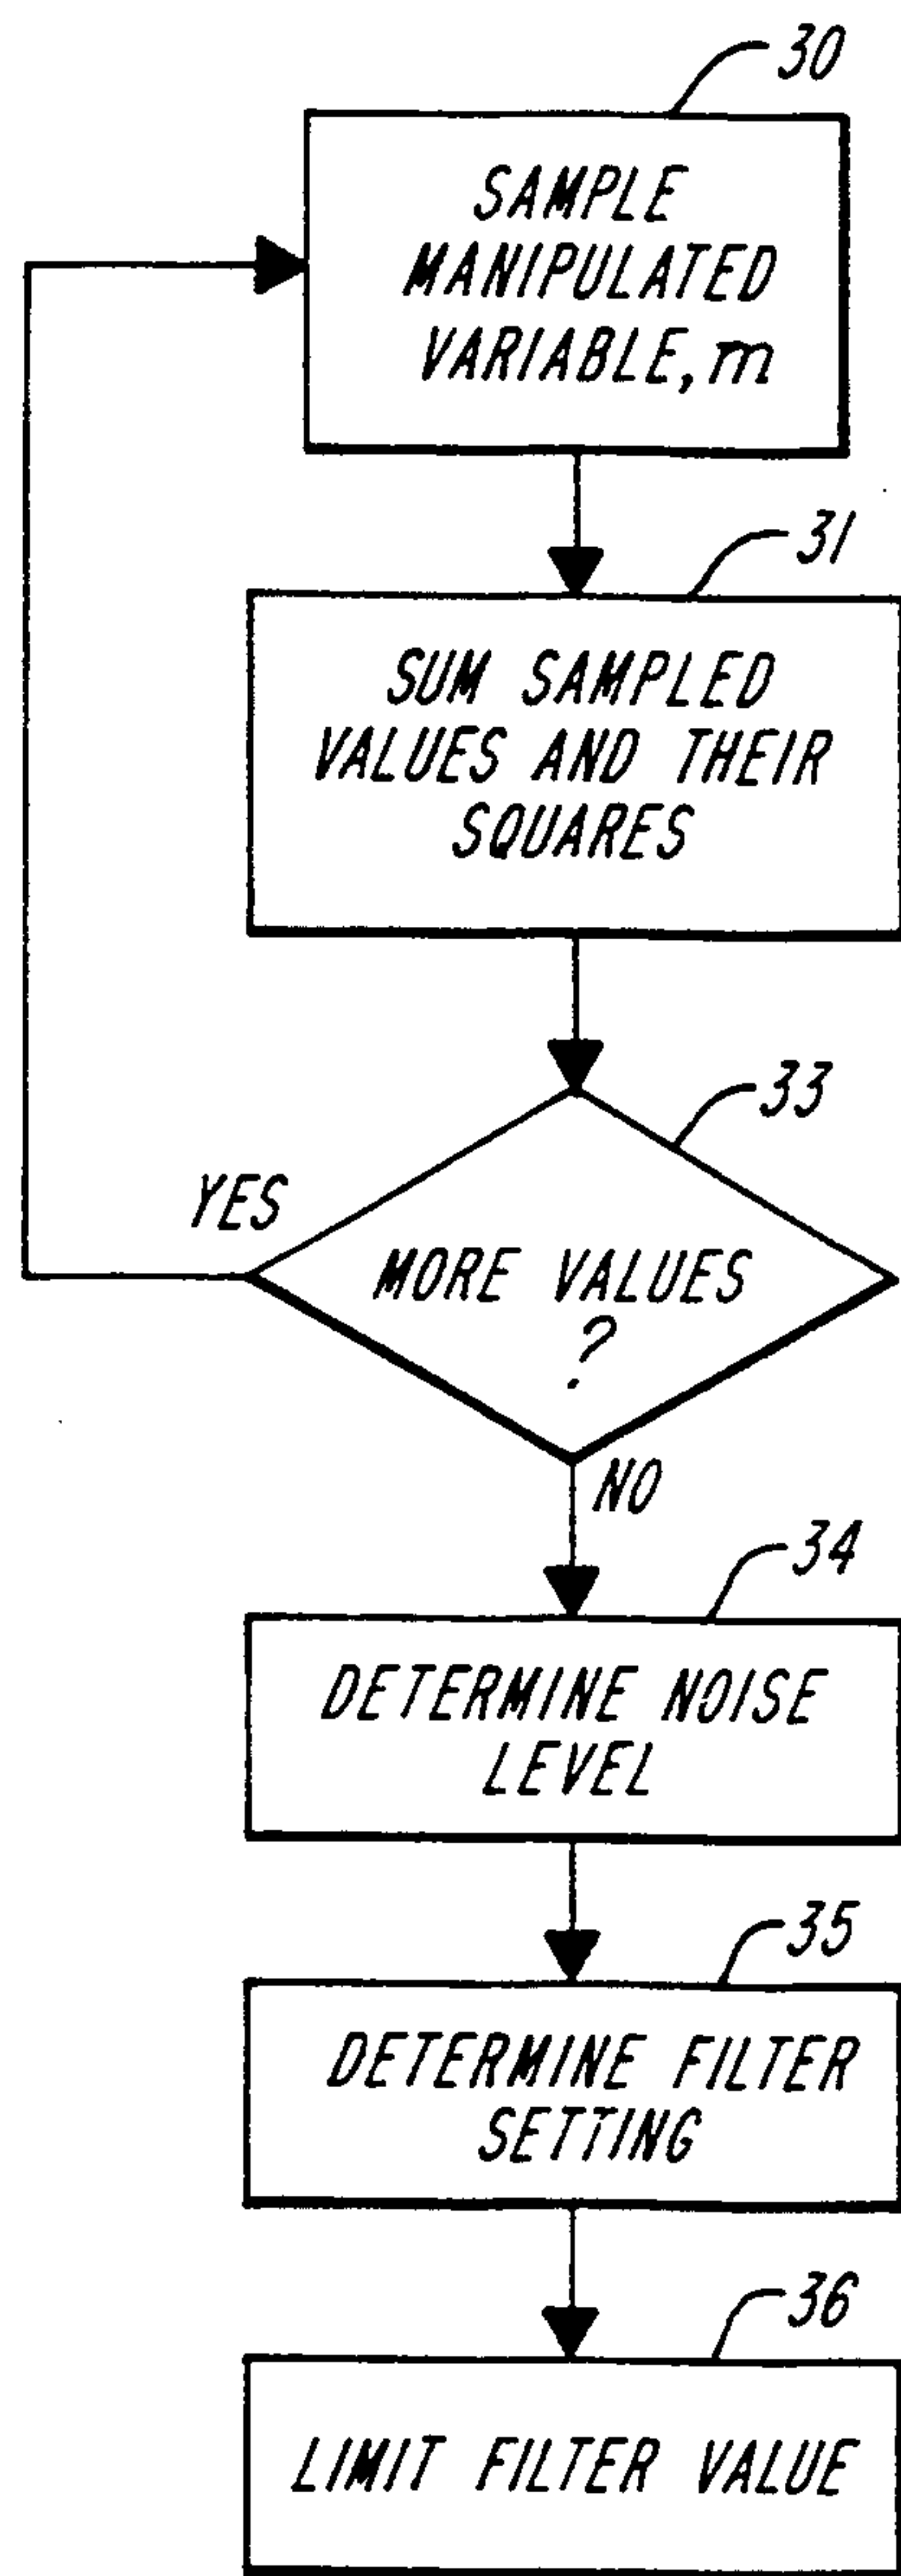 30
SAMPLE
MANIPULATED
VARIABLE, m
31
SUM SAMPLED
VALUES AND THEIR
SQUARES
33
YES
MORE VALUES
?
NO
34
DETERMINE NOISE
LEVEL
35
DETERMINE FILTER
SETTING
36
LIMIT FILTER VALUE